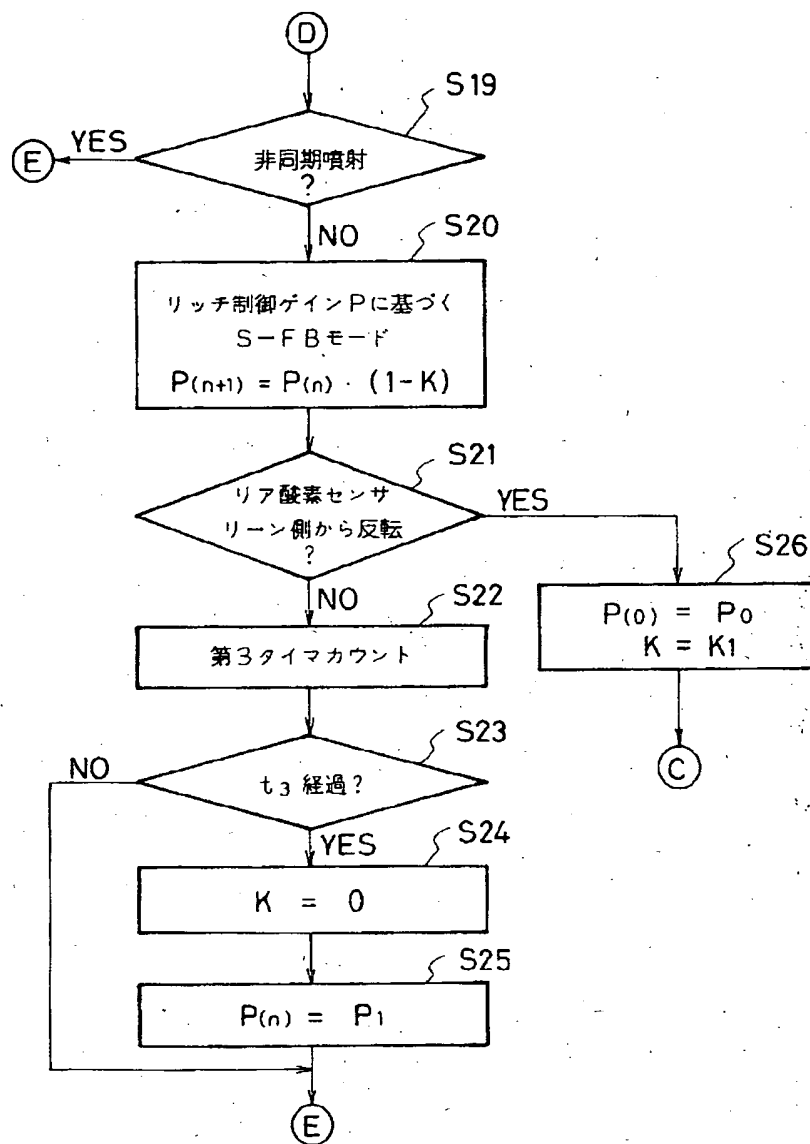 D
S19
YES
E
非同期噴射
?
NO
S20
リッチ制御ゲインPに基づく
S-FBモード
P(n+1) = P(n) · (1-K)
S21
リア酸素センサ
リーン側から反転
?
YES
S26
P(0) = P0
K = K1
C
NO
S22
第3タイマカウント
S23
NO
t3 経過?
YES
S24
K = 0
S25
P(n) = P1
E